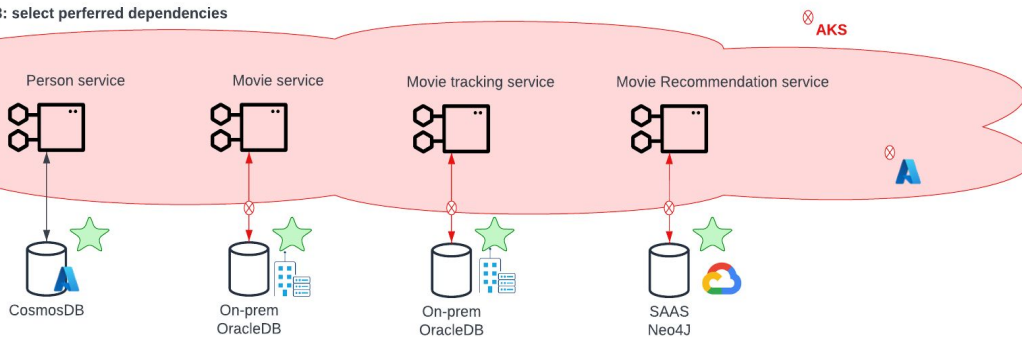 3: select perferred dependencies
AKS
Person service
Movie service
Movie tracking service
Movie Recommendation service
CosmosDB
On-prem
OracleDB
On-prem
OracleDB
SAAS
Neo4J